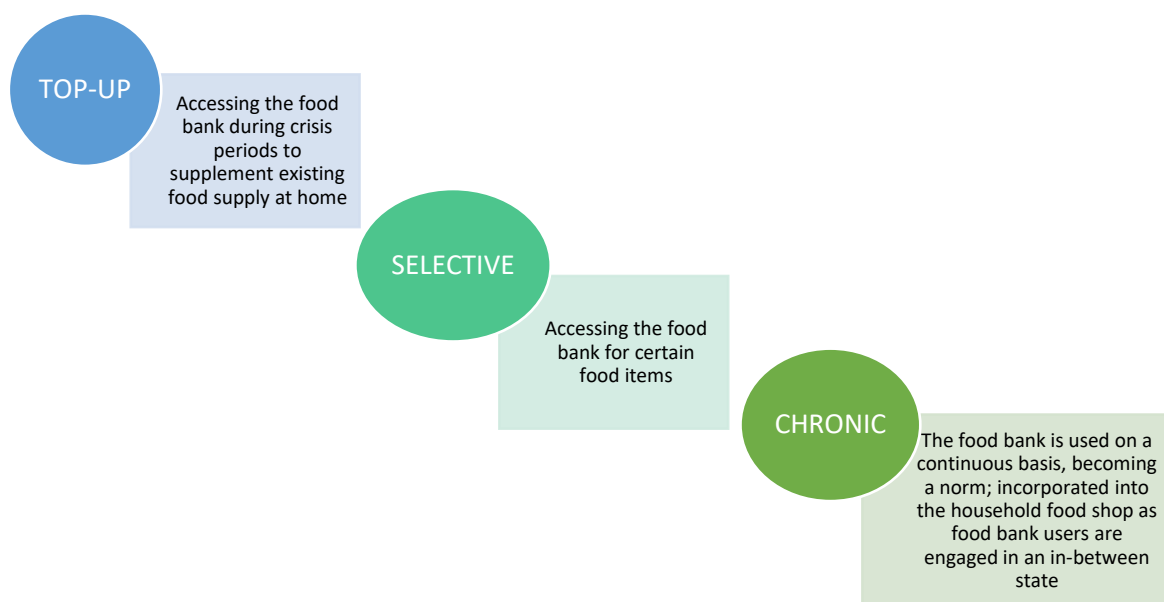 TOP-UP
Accessing the food
bank during crisis
periods to
supplement existing
food supply at home
SELECTIVE
Accessing the food
bank for certain
food items
CHRONIC
The food bank is used on a
continuous basis, becoming
a norm; incorporated into
the household food shop as
food bank users are
engaged in an in-between
state